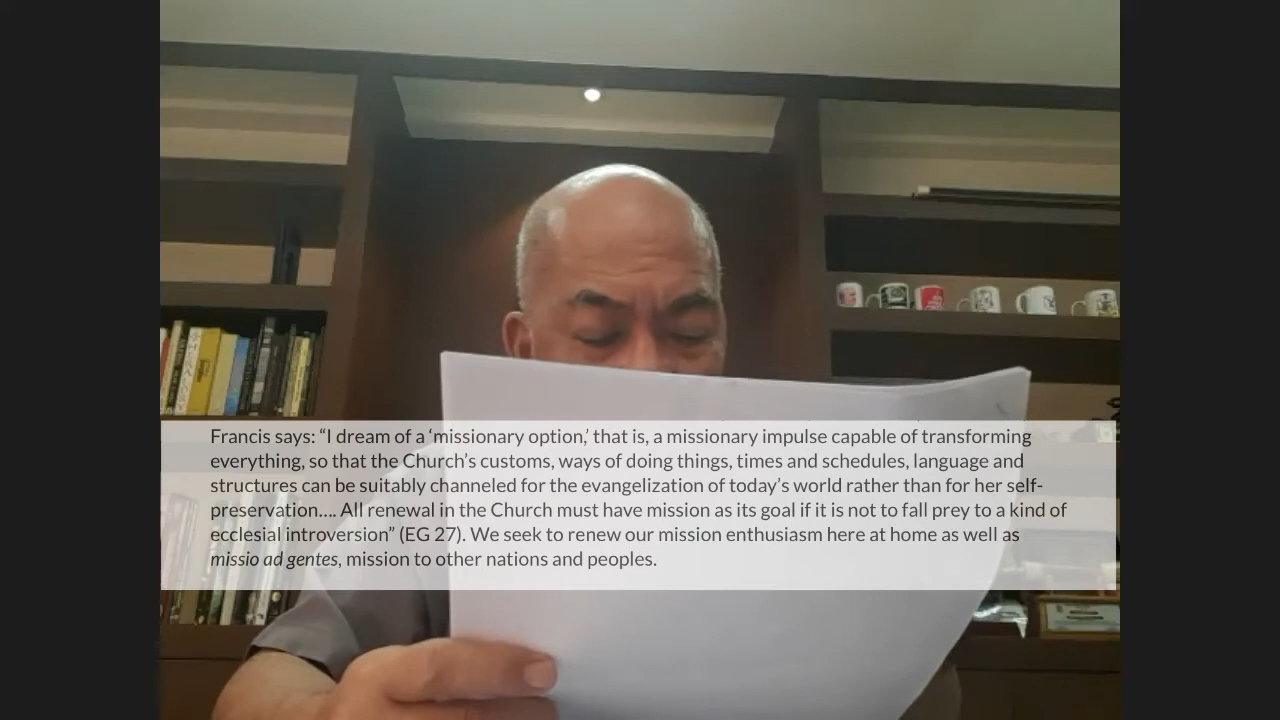 Francis says: “I dream of a ‘missionary option,’ that is, a missionary impulse capable of transforming
everything, so that the Church’s customs, ways of doing things, times and schedules, language and
structures can be suitably channeled for the evangelization of today’s world rather than for her self-
preservation…. All renewal in the Church must have mission as its goal if it is not to fall prey to a kind of
ecclesial introversion” (EG 27). We seek to renew our mission enthusiasm here at home as well as
missio ad gentes, mission to other nations and peoples.